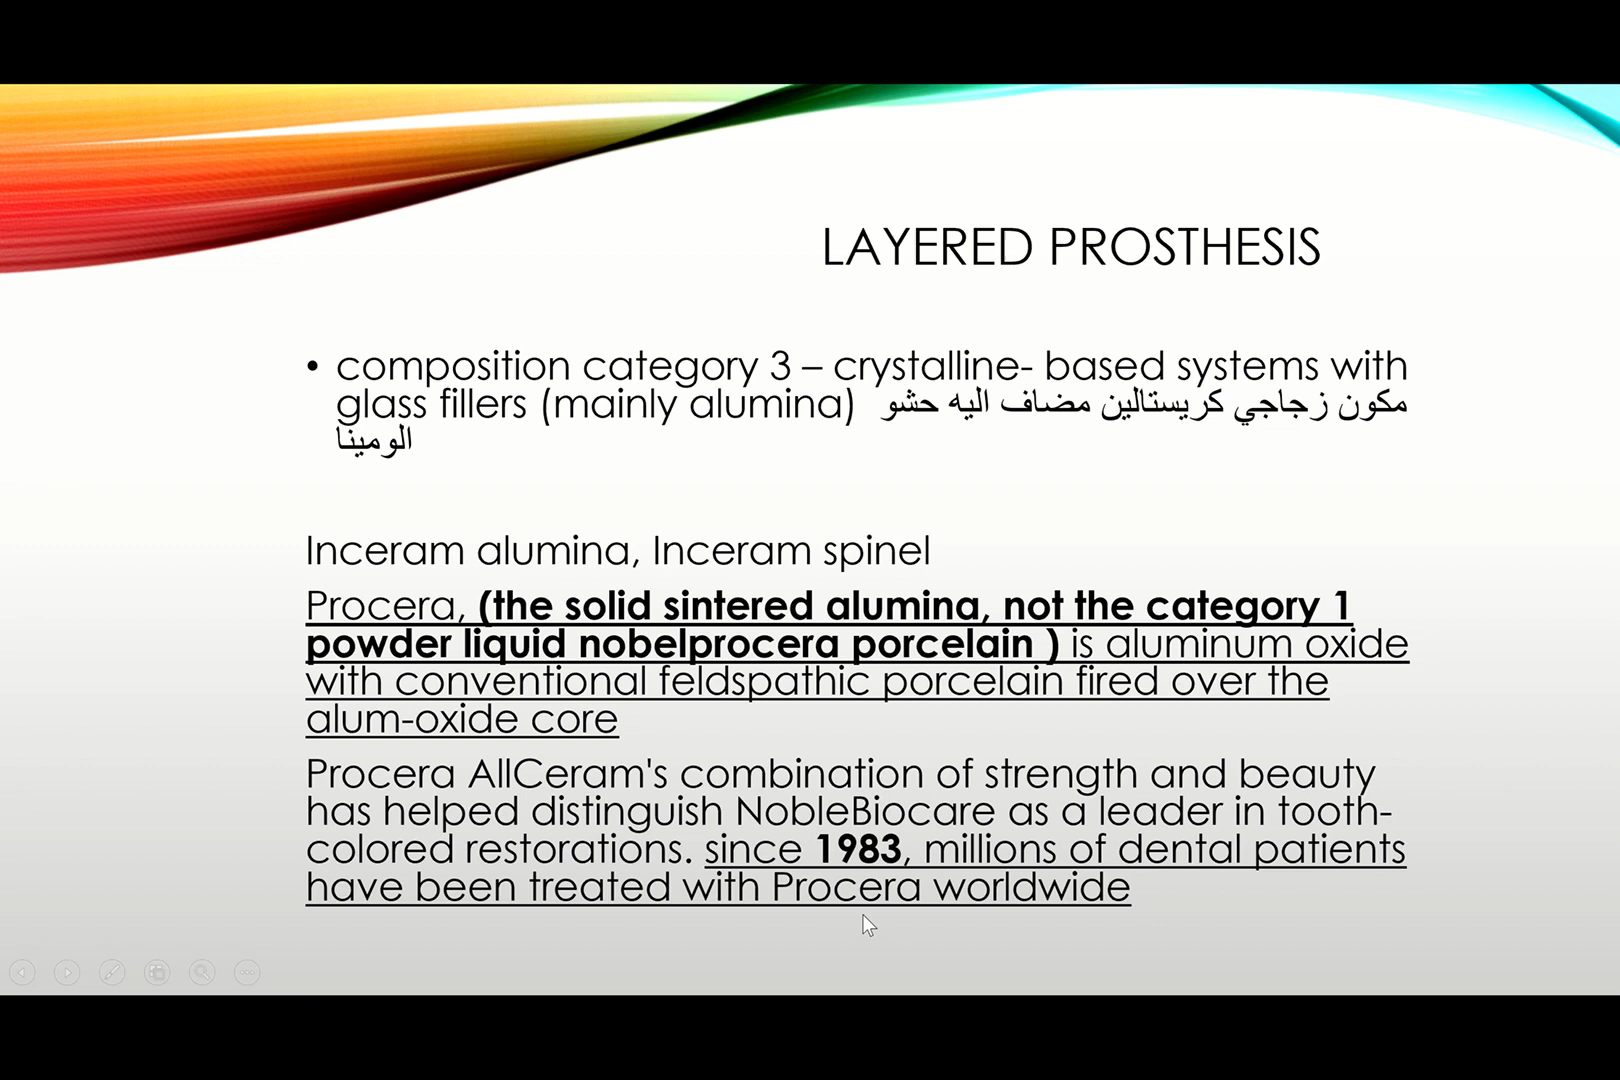 LAYERED PROSTHESIS
• composition category 3 – crystalline- based systems with
glass fillers (mainly alumina) مكون زجاجي كريستالين مضاف اليه حشو
الومينا
Inceram alumina, Inceram spinel
Procera, (the solid sintered alumina, not the category 1
powder liquid nobelprocera porcelain ) is aluminum oxide
with conventional feldspathic porcelain fired over the
alum-oxide core
Procera AllCeram's combination of strength and beauty
has helped distinguish NobleBiocare as a leader in tooth-
colored restorations. since 1983, millions of dental patients
have been treated with Procera worldwide